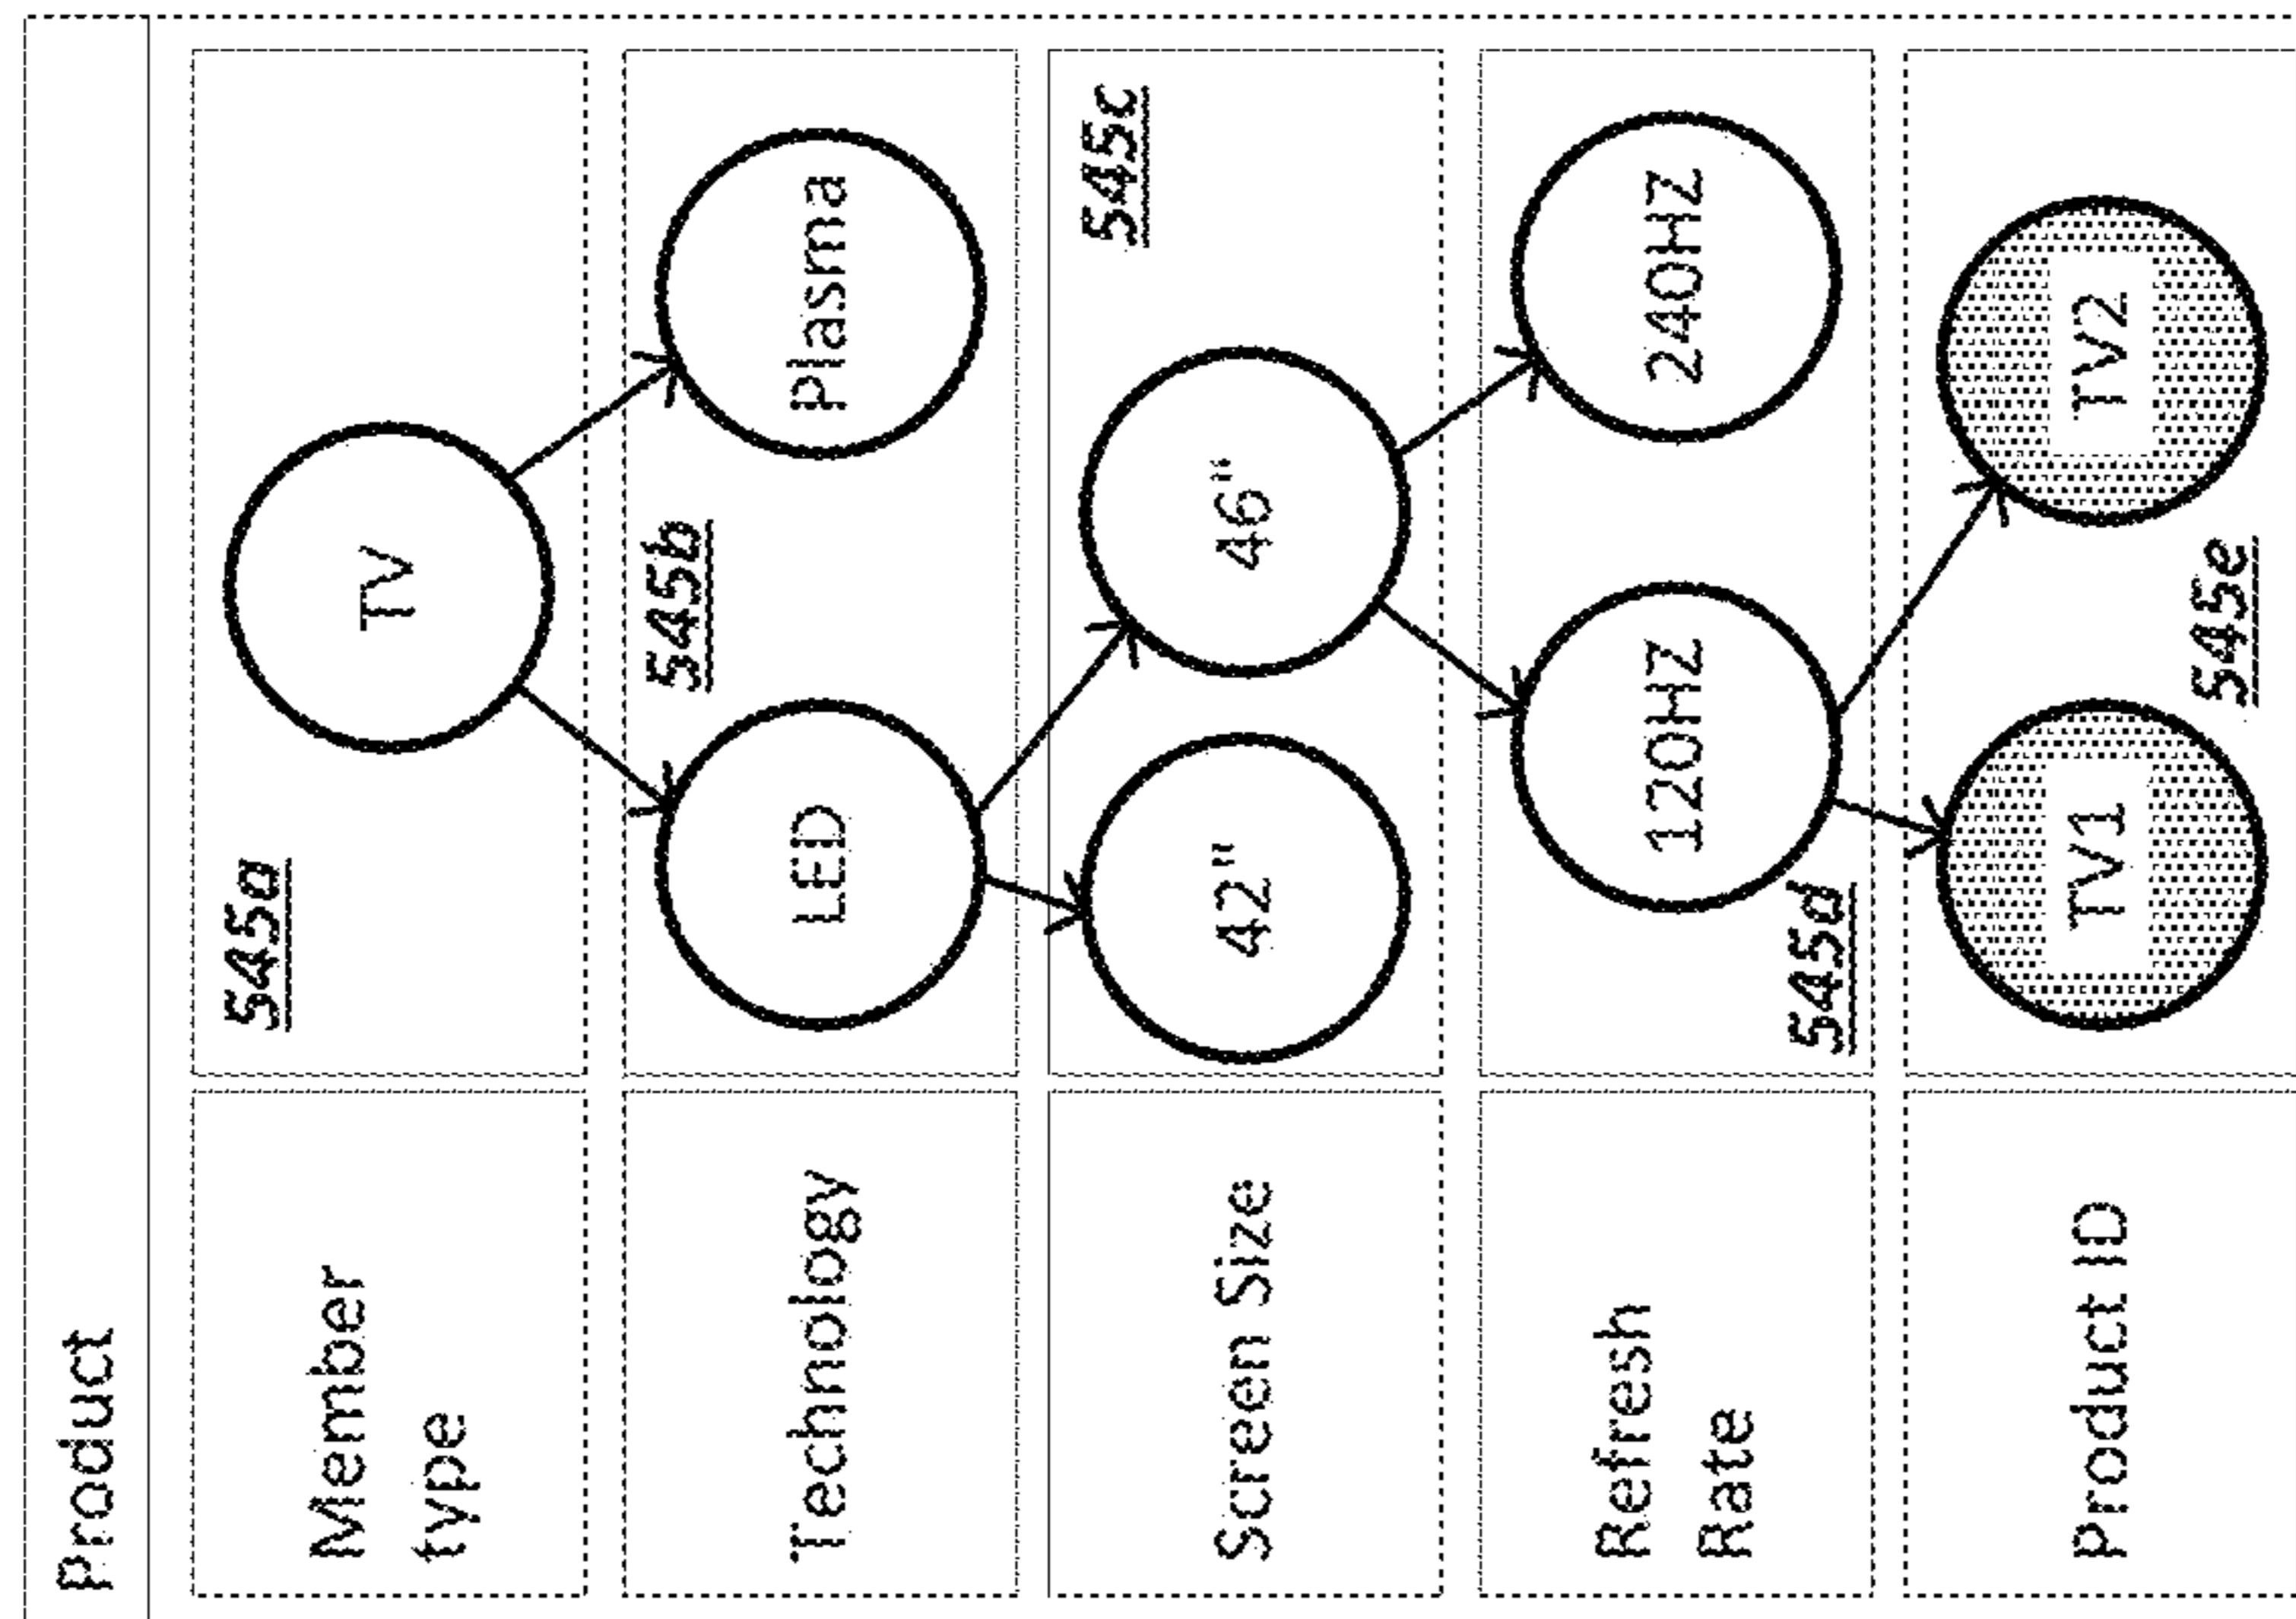 Product
Member
type
545a
TV
Technology
LED
545b
Plasma
Screen Size
42"
46"
545c
Refresh
Rate
545d
120HZ
240HZ
Product ID
TV1
545e
TV2